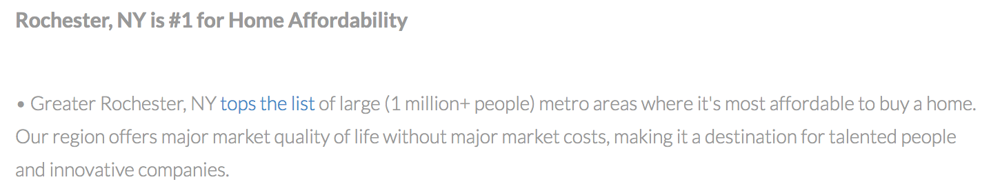 Rochester, NY is #1 for Home Affordability
• Greater Rochester, NY tops the list of large (1 million+ people) metro areas where it's most affordable to buy a home.
Our region offers major market quality of life without major market costs, making it a destination for talented people
and innovative companies.